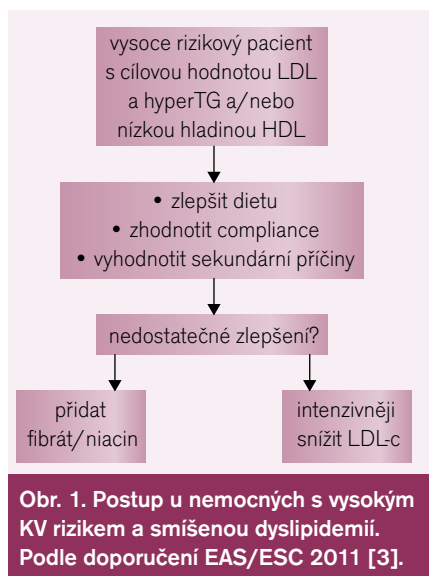 vysoce rizikový pacient
s cílovou hodnotou LDL
a hyperTG a/nebo
nízkou hladinou HDL
• zlepšit dietu
• zhodnotit compliance
• vyhodnotit sekundární příčiny
nedostatečné zlepšení?
přidat
fibrát/niacin
intenzivněji
snížit LDL-c
Obr. 1. Postup u nemocných s vysokým
KV rizikem a smíšenou dyslipidemií.
Podle doporučení EAS/ESC 2011 [3].